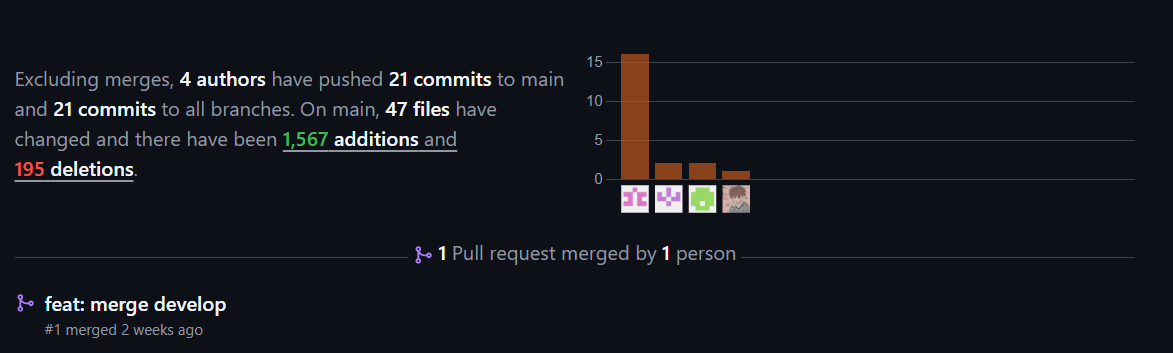 Excluding merges, 4 authors have pushed 21 commits to main
and 21 commits to all branches. On main, 47 files have
changed and there have been 1,567 additions and
195 deletions.
15
10
5
0
1 Pull request merged by 1 person
feat: merge develop
#1 merged 2 weeks ago